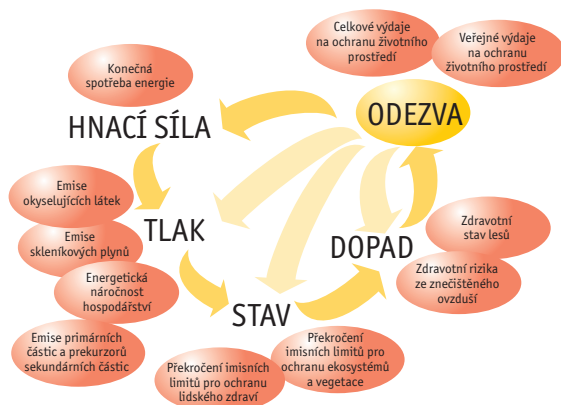 Celkové výdaje
na ochranu životního
prostředí
Veřejné výdaje
na ochranu
životního prostředí
Konečná
spotřeba energie
ODEZVA
HNACÍ SÍLA
Emise
okyselujících látek
TLAK
Emise
skleníkových plynů
Energetická
náročnost
hospodářství
Emise primárních
částic a prekurzorů
sekundárních částic
DOPAD
Zdravotní
stav lesů
Zdravotní rizika
ze znečištěného
ovzduší
STAV
Překročení imisních
limitů pro ochranu
lidského zdraví
Překročení
imisních limitů pro
ochranu ekosystémů
a vegetace